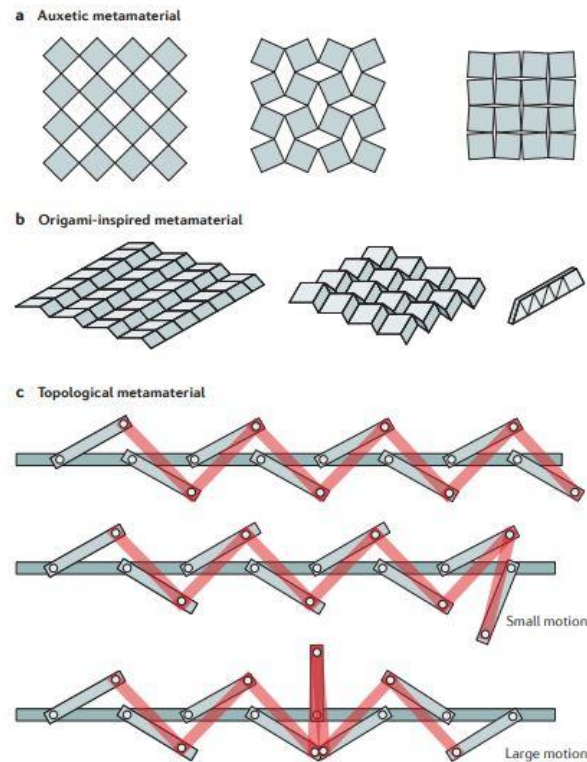 a Auxetic metamaterial
b Origami-inspired metamaterial
c Topological metamaterial
Small motion
Large motion